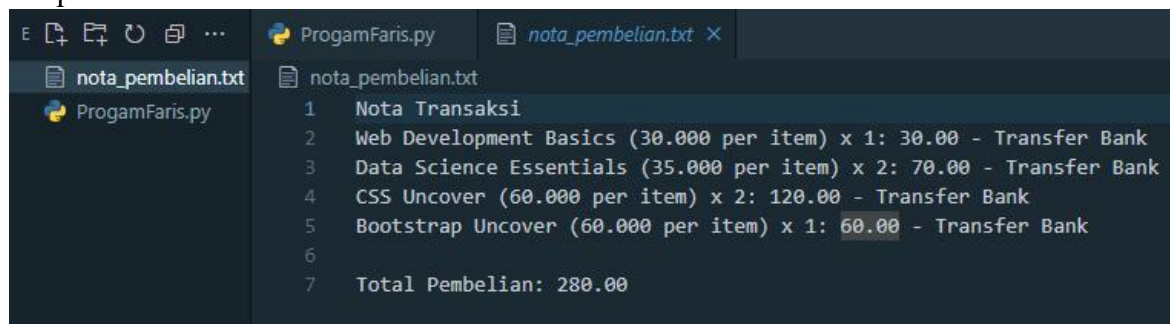 E ...
ProgamFaris.py
nota_pembelian.txt
nota_pembelian.txt
ProgamFaris.py
nota_pembelian.txt
1 Nota Transaksi
2 Web Development Basics (30.000 per item) x 1: 30.00 - Transfer Bank
3 Data Science Essentials (35.000 per item) x 2: 70.00 - Transfer Bank
4 CSS Uncover (60.000 per item) x 2: 120.00 - Transfer Bank
5 Bootstrap Uncover (60.000 per item) x 1: 60.00 - Transfer Bank
6
7 Total Pembelian: 280.00